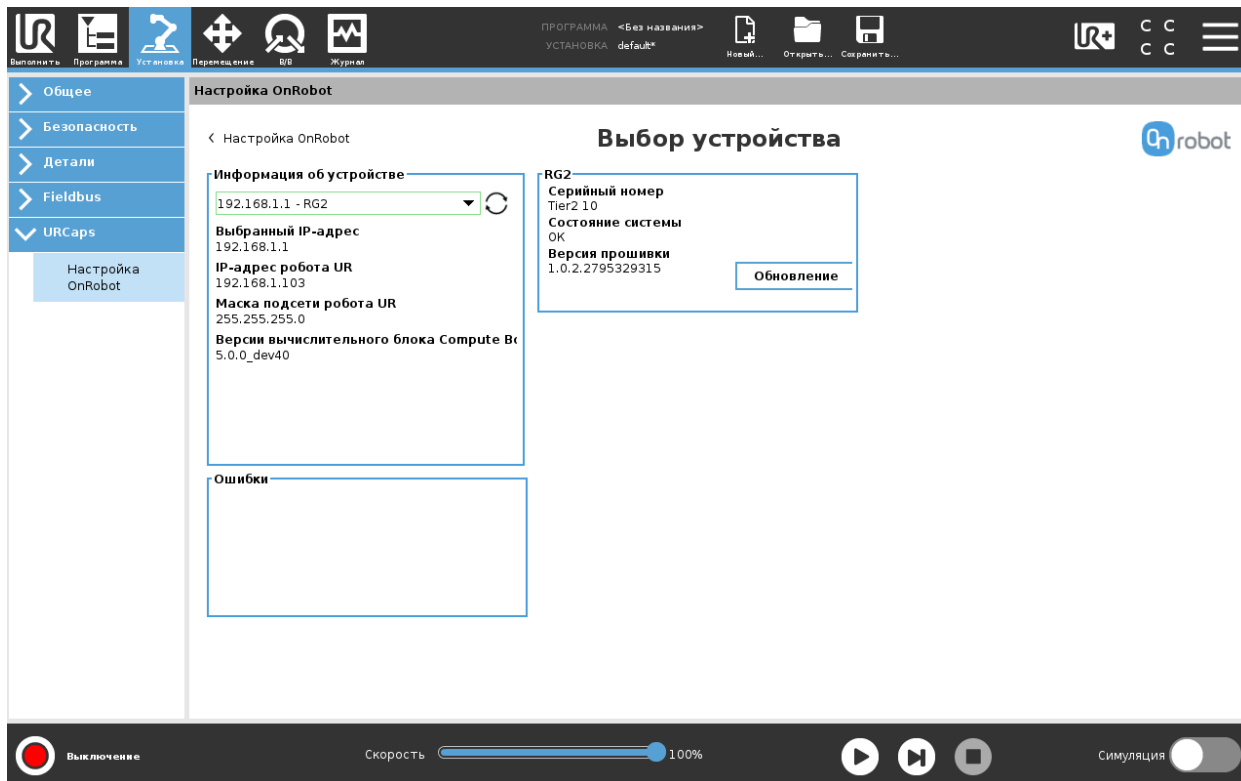 ПРОГРАММА <Без названия>
УСТАНОВКА default*
Выполнить Программа Установка Перемещение В/В Журнал
Новый... Открыть... Сохранить...
UR+
C C
C C
Общее
Безопасность
Детали
Fieldbus
URCaps
Настройка
OnRobot
Настройка OnRobot
< Настройка OnRobot
Выбор устройства
On robot
Информация об устройстве
192.168.1.1 - RG2
Выбранный IP-адрес
192.168.1.1
IP-адрес робота UR
192.168.1.103
Маска подсети робота UR
255.255.255.0
Версии вычислительного блока Compute Bo
5.0.0_dev40
RG2
Серийный номер
Tier2 10
Состояние системы
OK
Версия прошивки
1.0.2.2795329315
Обновление
Ошибки
Выключение
Скорость
100%
Симуляция